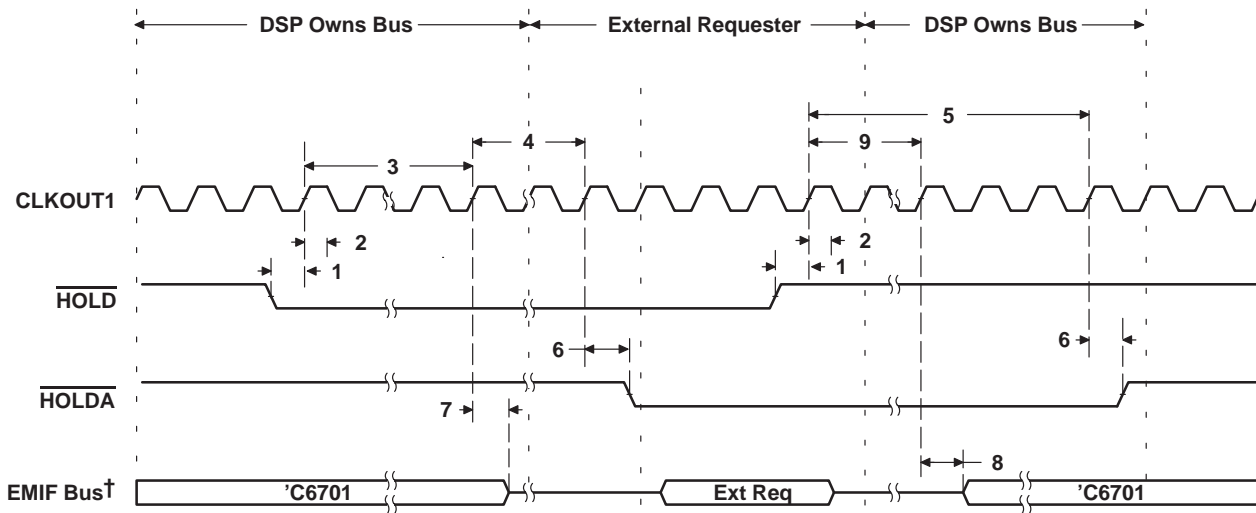 DSP Owns Bus External Requester DSP Owns Bus
5
4 9
3
CLKOUT1
2 2
1 1
HOLD
6 6
HOLDA
7
8
EMIF Bus† 'C6701 Ext Req 'C6701